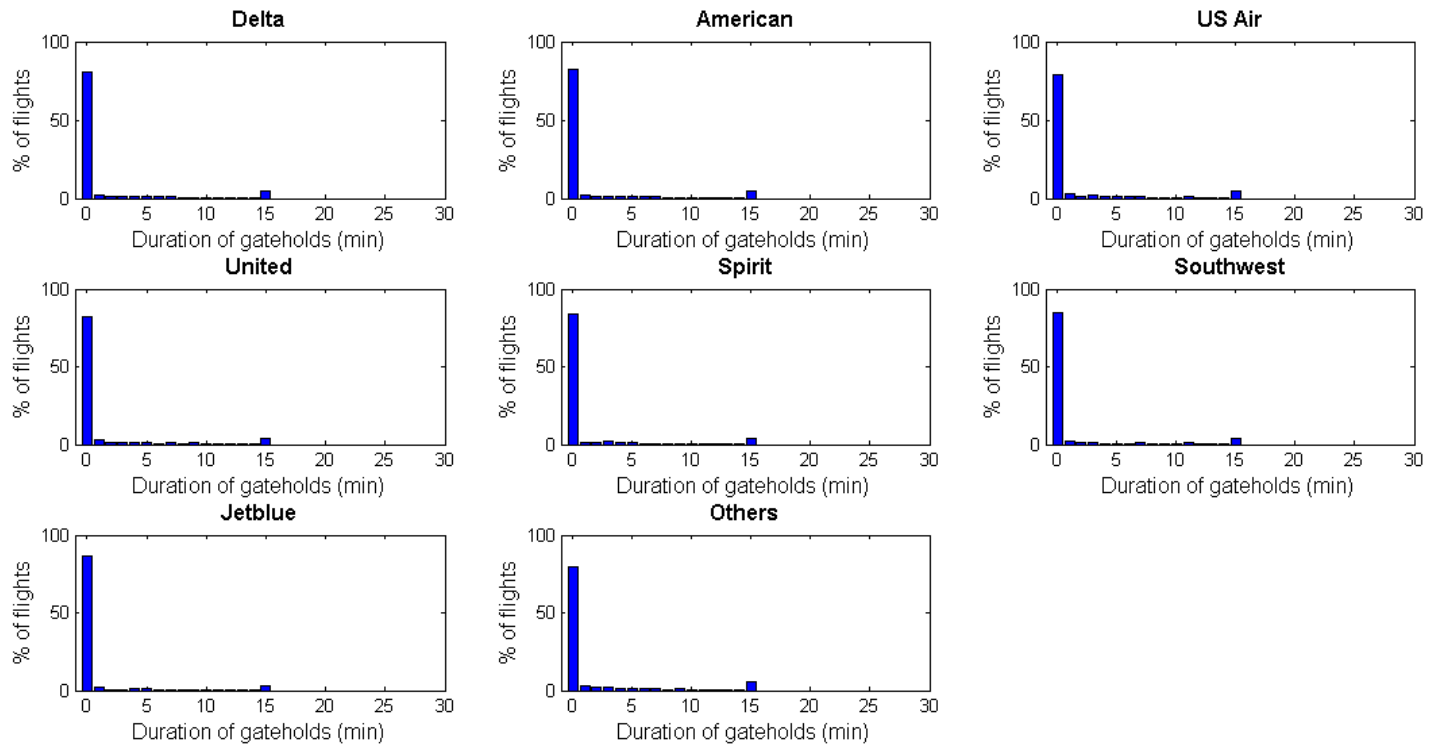 Delta
100
50
0
% of flights
0 5 10 15 20 25 30
Duration of gateholds (min)
American
100
50
0
% of flights
0 5 10 15 20 25 30
Duration of gateholds (min)
US Air
100
50
0
% of flights
0 5 10 15 20 25 30
Duration of gateholds (min)
United
100
50
0
% of flights
0 5 10 15 20 25 30
Duration of gateholds (min)
Spirit
100
50
0
% of flights
0 5 10 15 20 25 30
Duration of gateholds (min)
Southwest
100
50
0
% of flights
0 5 10 15 20 25 30
Duration of gateholds (min)
Jetblue
100
50
0
% of flights
0 5 10 15 20 25 30
Duration of gateholds (min)
Others
100
50
0
% of flights
0 5 10 15 20 25 30
Duration of gateholds (min)